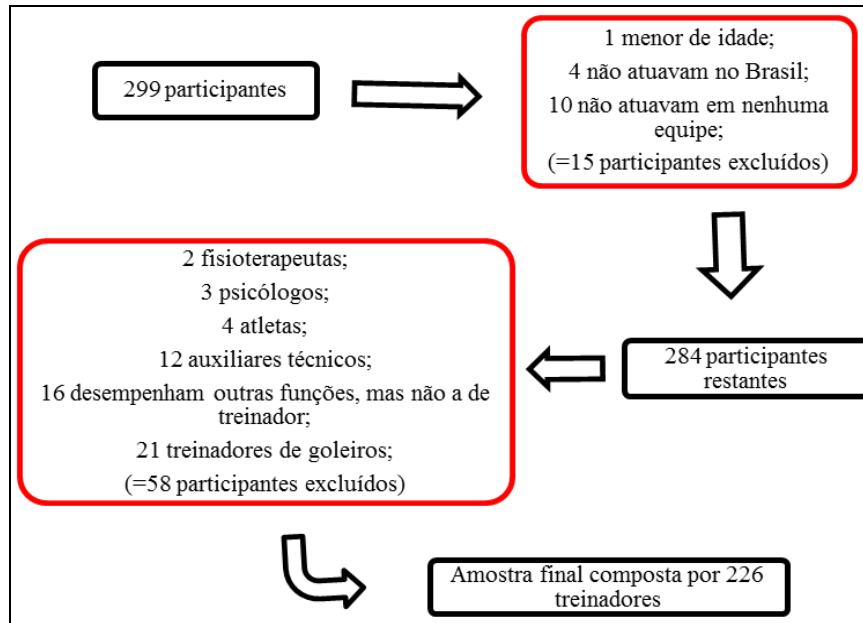 299 participantes
1 menor de idade;
4 não atuavam no Brasil;
10 não atuavam em nenhuma
equipe;
(=15 participantes excluídos)
284 participantes
restantes
2 fisioterapeutas;
3 psicólogos;
4 atletas;
12 auxiliares técnicos;
16 desempenham outras funções, mas não a de
treinador;
21 treinadores de goleiros;
(=58 participantes excluídos)
Amostra final composta por 226
treinadores